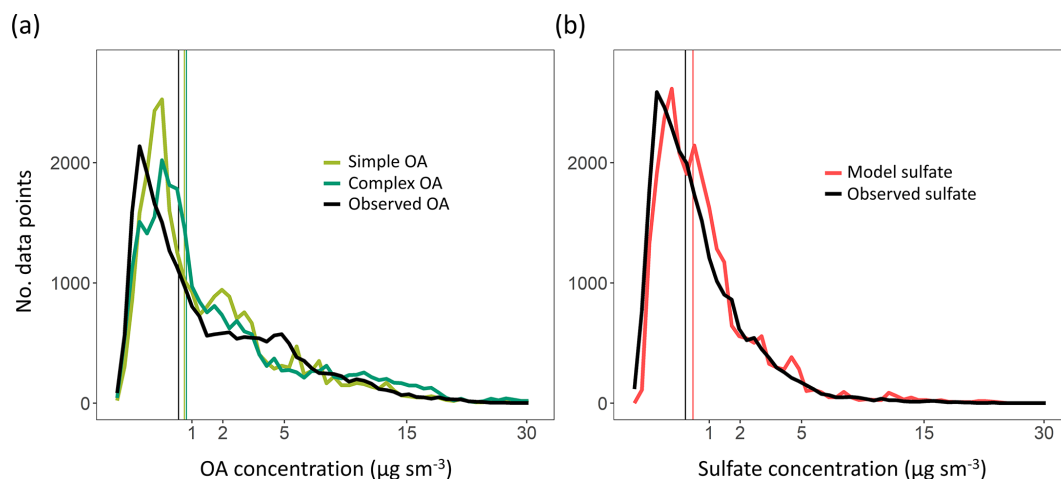 (a)
No. data points
2000
1000
0
Simple OA
Complex OA
Observed OA
1 2 5 15 30
OA concentration (µg sm⁻³)
(b)
2000
1000
0
Model sulfate
Observed sulfate
1 2 5 15 30
Sulfate concentration (µg sm⁻³)